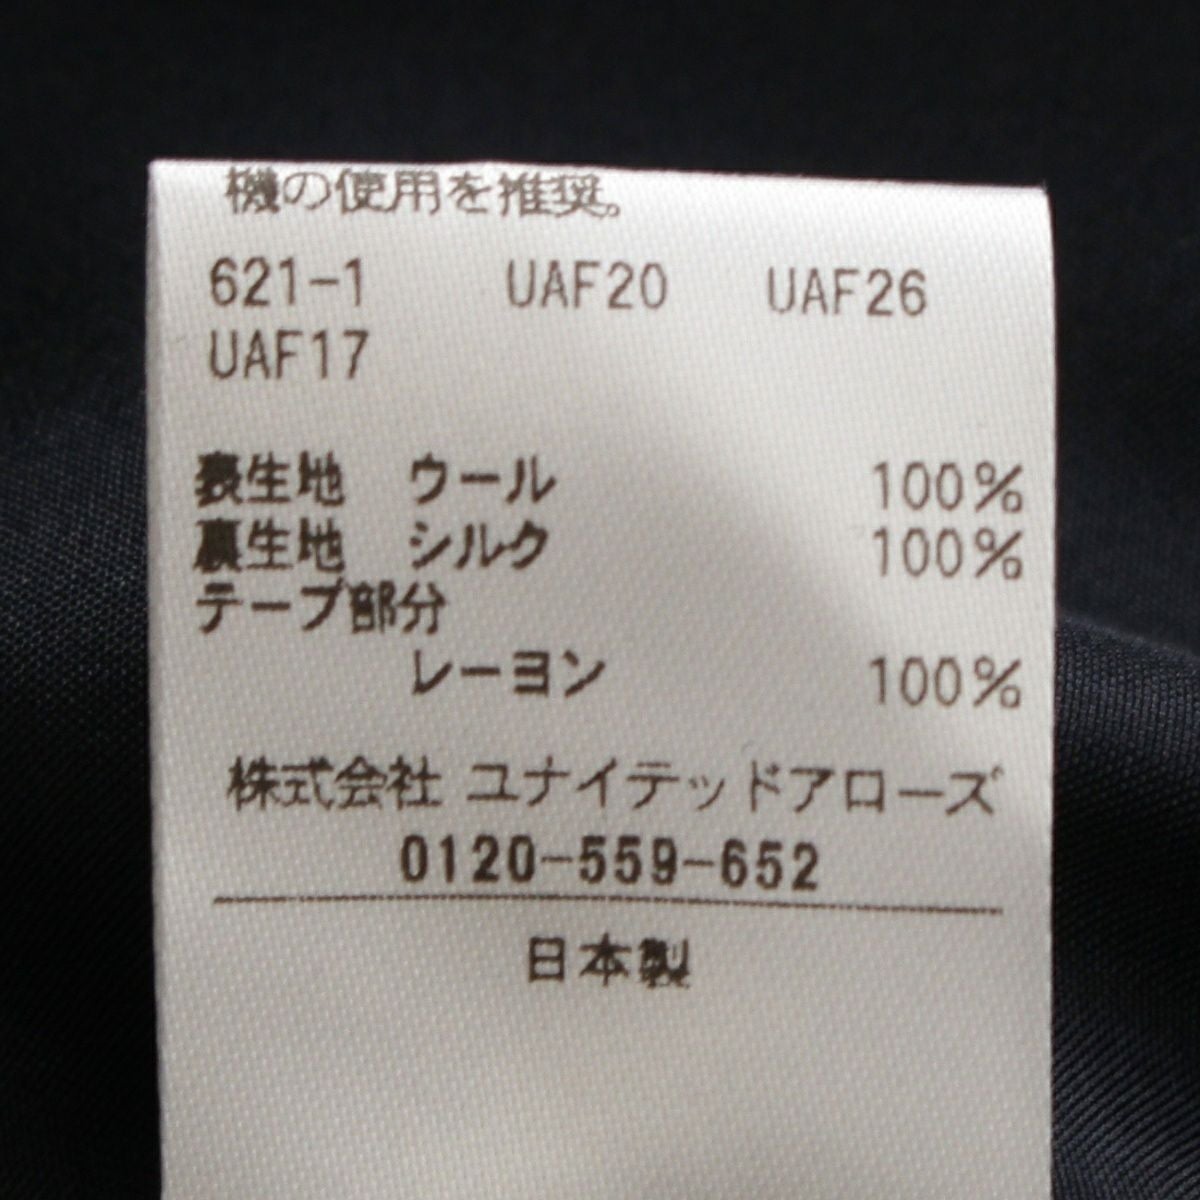 機の使用を推奨。
621-1 UAF20 UAF26
UAF17
表生地 ウール 100%
裏生地 シルク 100%
テープ部分
レーヨン 100%
株式会社 ユナイテッドアローズ
0120-559-652
日本製